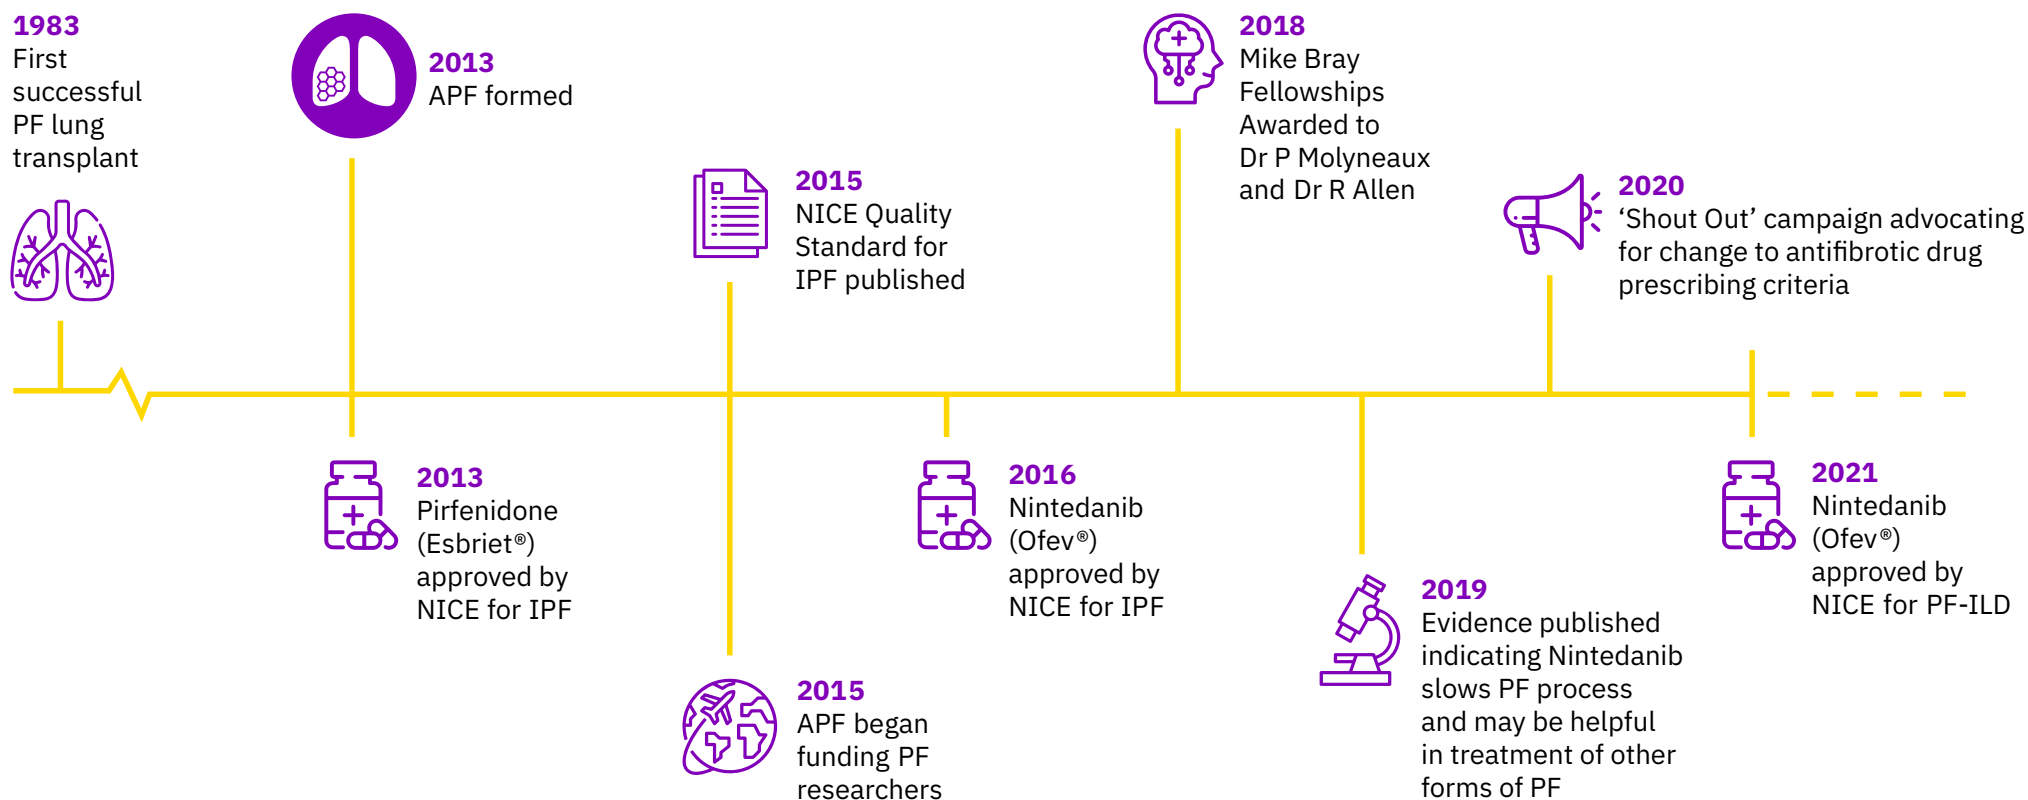 1983
First
successful
PF lung
transplant
2013
APF formed
2013
Pirfenidone
(Esbriet®)
approved by
NICE for IPF
2015
NICE Quality
Standard for
IPF published
2015
APF began
funding PF
researchers
2016
Nintedanib
(Ofev®)
approved by
NICE for IPF
2018
Mike Bray
Fellowships
Awarded to
Dr P Molyneaux
and Dr R Allen
2019
Evidence published
indicating Nintedanib
slows PF process
and may be helpful
in treatment of other
forms of PF
2020
‘Shout Out’ campaign advocating
for change to antifibrotic drug
prescribing criteria
2021
Nintedanib
(Ofev®)
approved by
NICE for PF-ILD